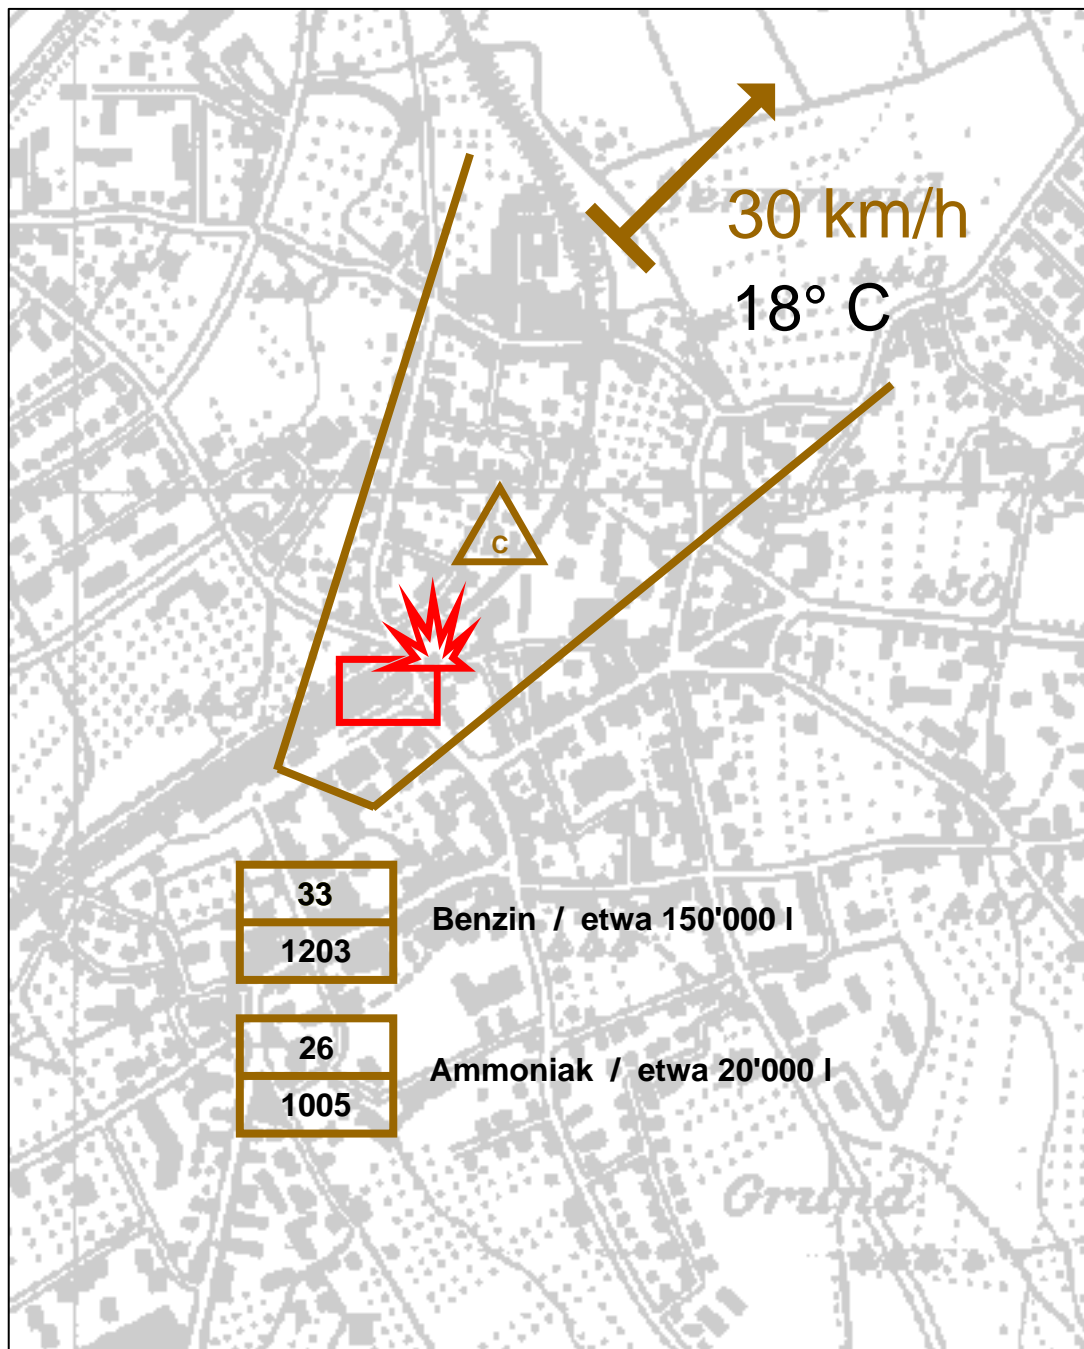 30 km/h
18° C
C
450
33
1203
Benzin / etwa 150'000 l
26
1005
Ammoniak / etwa 20'000 l
Grund